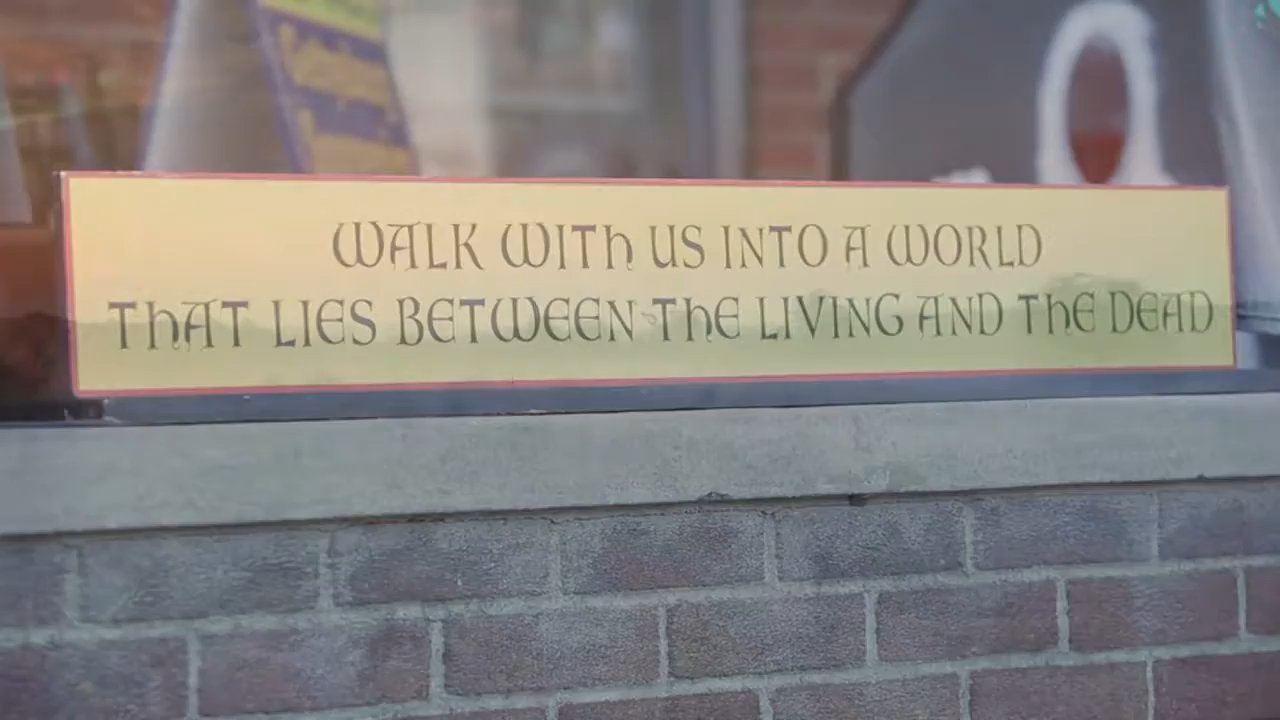 WALK WITH US INTO A WORLD
THAT LIES BETWEEN THE LIVING AND THE DEAD